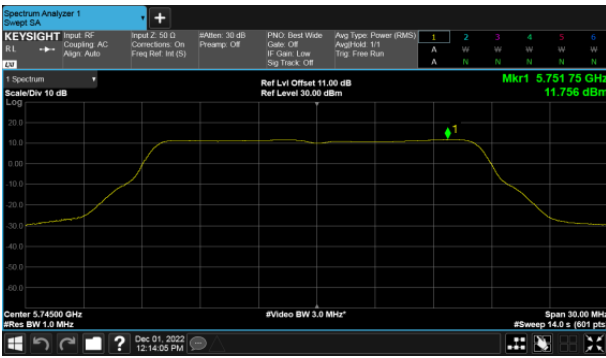 Spectrum Analyzer 1
Swept SA
+
KEYSIGHT
RL
Input: RF
Coupling: AC
Align: Auto
Input Z: 50 Ω
Corrections: On
Freq Ref: Int (S)
#Atten: 30 dB
Preamp: Off
PNO: Best Wide
Gate: Off
IF Gain: Low
Sig Track: Off
Avg Type: Power (RMS)
Avg|Hold: 1/1
Trig: Free Run
1 2 3 4 5 6
A W W W W W
A N N N N N
1 Spectrum
Scale/Div 10 dB
Log
Ref Lvl Offset 11.00 dB
Ref Level 30.00 dBm
Mkr1 5.751 75 GHz
11.756 dBm
20.0
10.0
0.00
-10.0
-20.0
-30.0
-40.0
-50.0
-60.0
1
Center 5.74500 GHz
#Res BW 1.0 MHz
#Video BW 3.0 MHz*
Span 30.00 MHz
#Sweep 14.0 s (601 pts)
?
Dec 01, 2022
12:14:05 PM